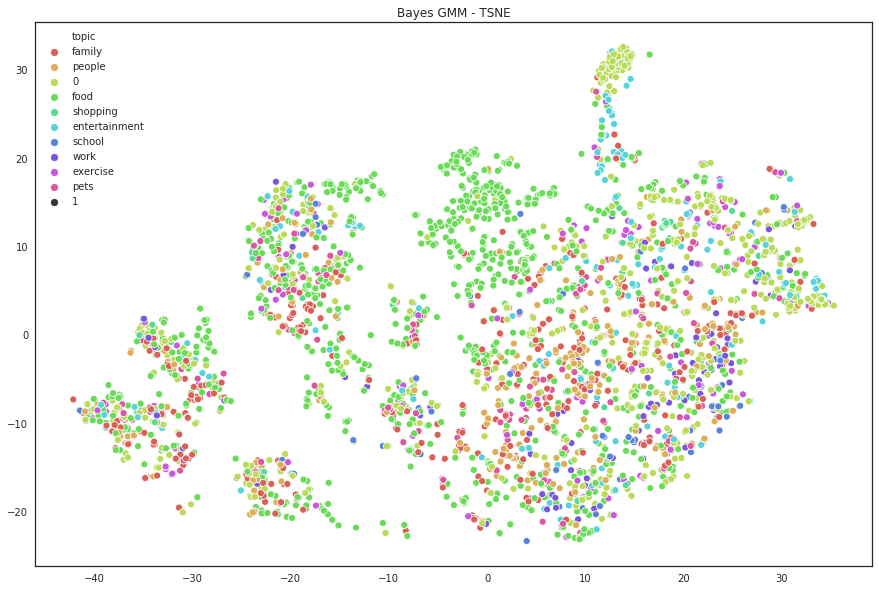 Bayes GMM - TSNE
topic
family
people
0
food
shopping
entertainment
school
work
exercise
pets
1
30
20
10
0
−10
−20
−40 −30 −20 −10 0 10 20 30